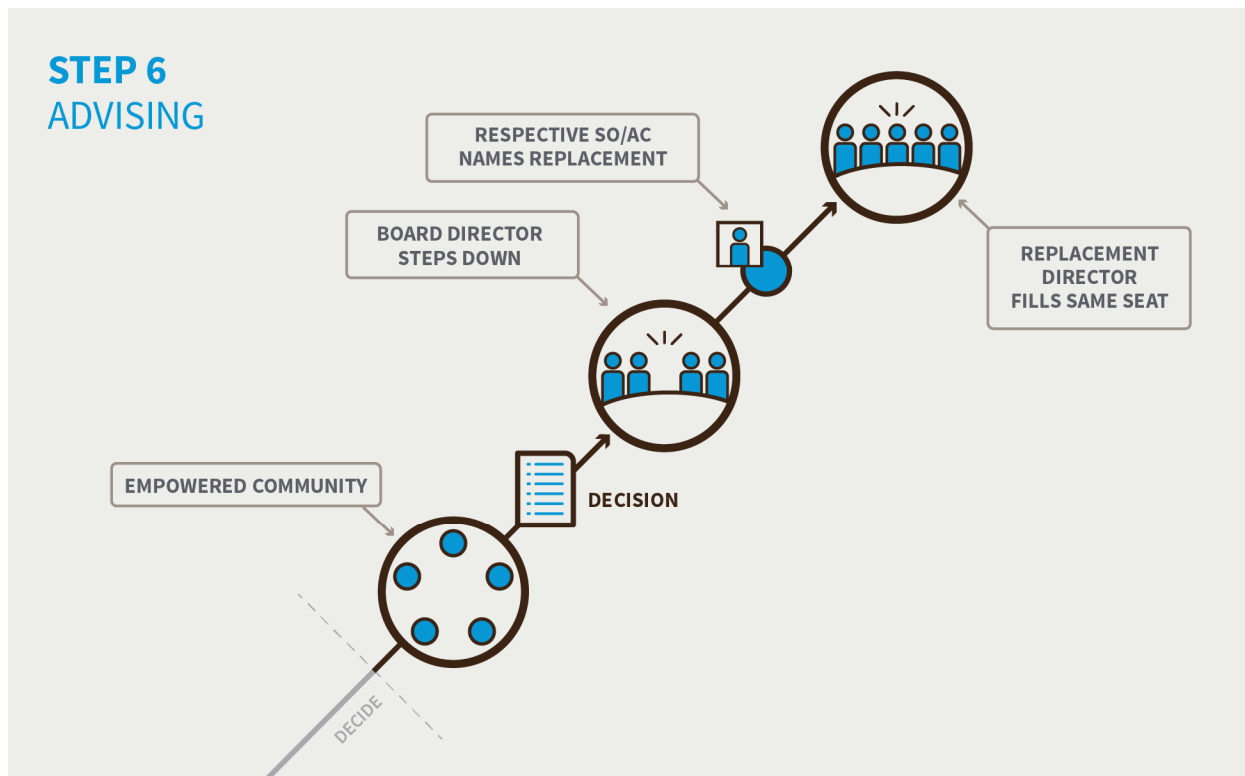 STEP 6
ADVISING
RESPECTIVE SO/AC
NAMES REPLACEMENT
BOARD DIRECTOR
STEPS DOWN
REPLACEMENT
DIRECTOR
FILLS SAME SEAT
EMPOWERED COMMUNITY
DECISION
DECIDE